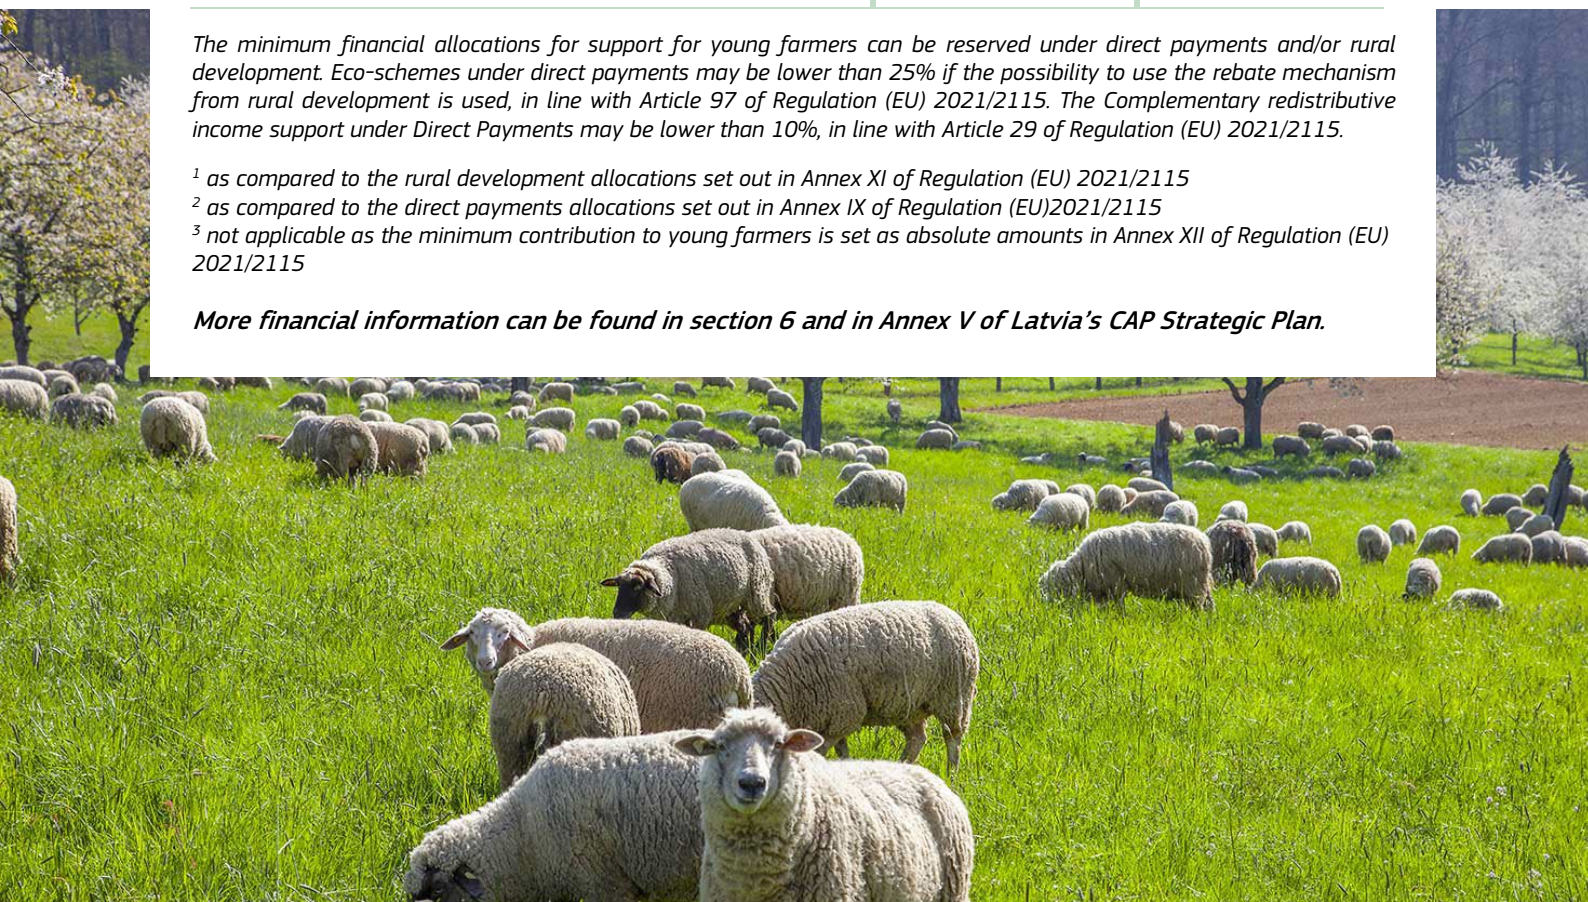 The minimum financial allocations for support for young farmers can be reserved under direct payments and/or rural
development. Eco-schemes under direct payments may be lower than 25% if the possibility to use the rebate mechanism
from rural development is used, in line with Article 97 of Regulation (EU) 2021/2115. The Complementary redistributive
income support under Direct Payments may be lower than 10%, in line with Article 29 of Regulation (EU) 2021/2115.
1 as compared to the rural development allocations set out in Annex XI of Regulation (EU) 2021/2115
2 as compared to the direct payments allocations set out in Annex IX of Regulation (EU)2021/2115
3 not applicable as the minimum contribution to young farmers is set as absolute amounts in Annex XII of Regulation (EU)
2021/2115
More financial information can be found in section 6 and in Annex V of Latvia's CAP Strategic Plan.